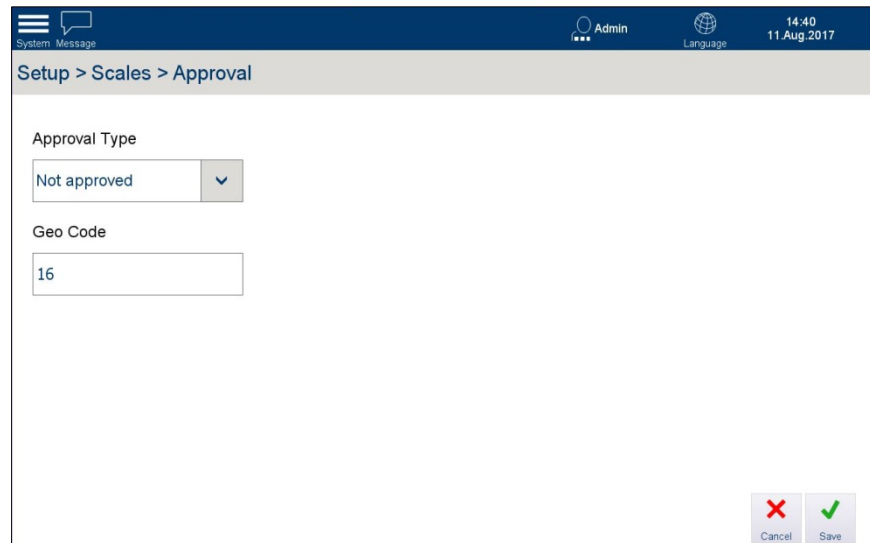 System Message Admin Language 14:40
11.Aug.2017
Setup > Scales > Approval
Approval Type
Not approved
Geo Code
16
Cancel Save